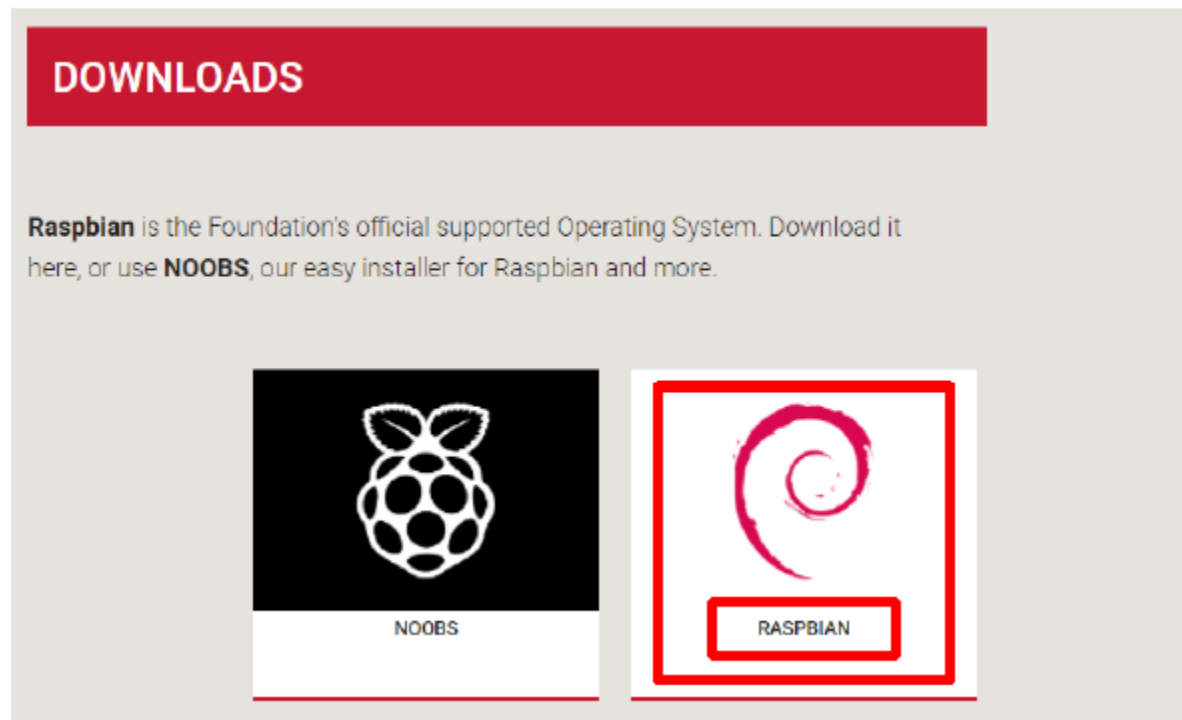 DOWNLOADS
Raspbian is the Foundation's official supported Operating System. Download it
here, or use NOOBS, our easy installer for Raspbian and more.
NOOBS
RASPBIAN